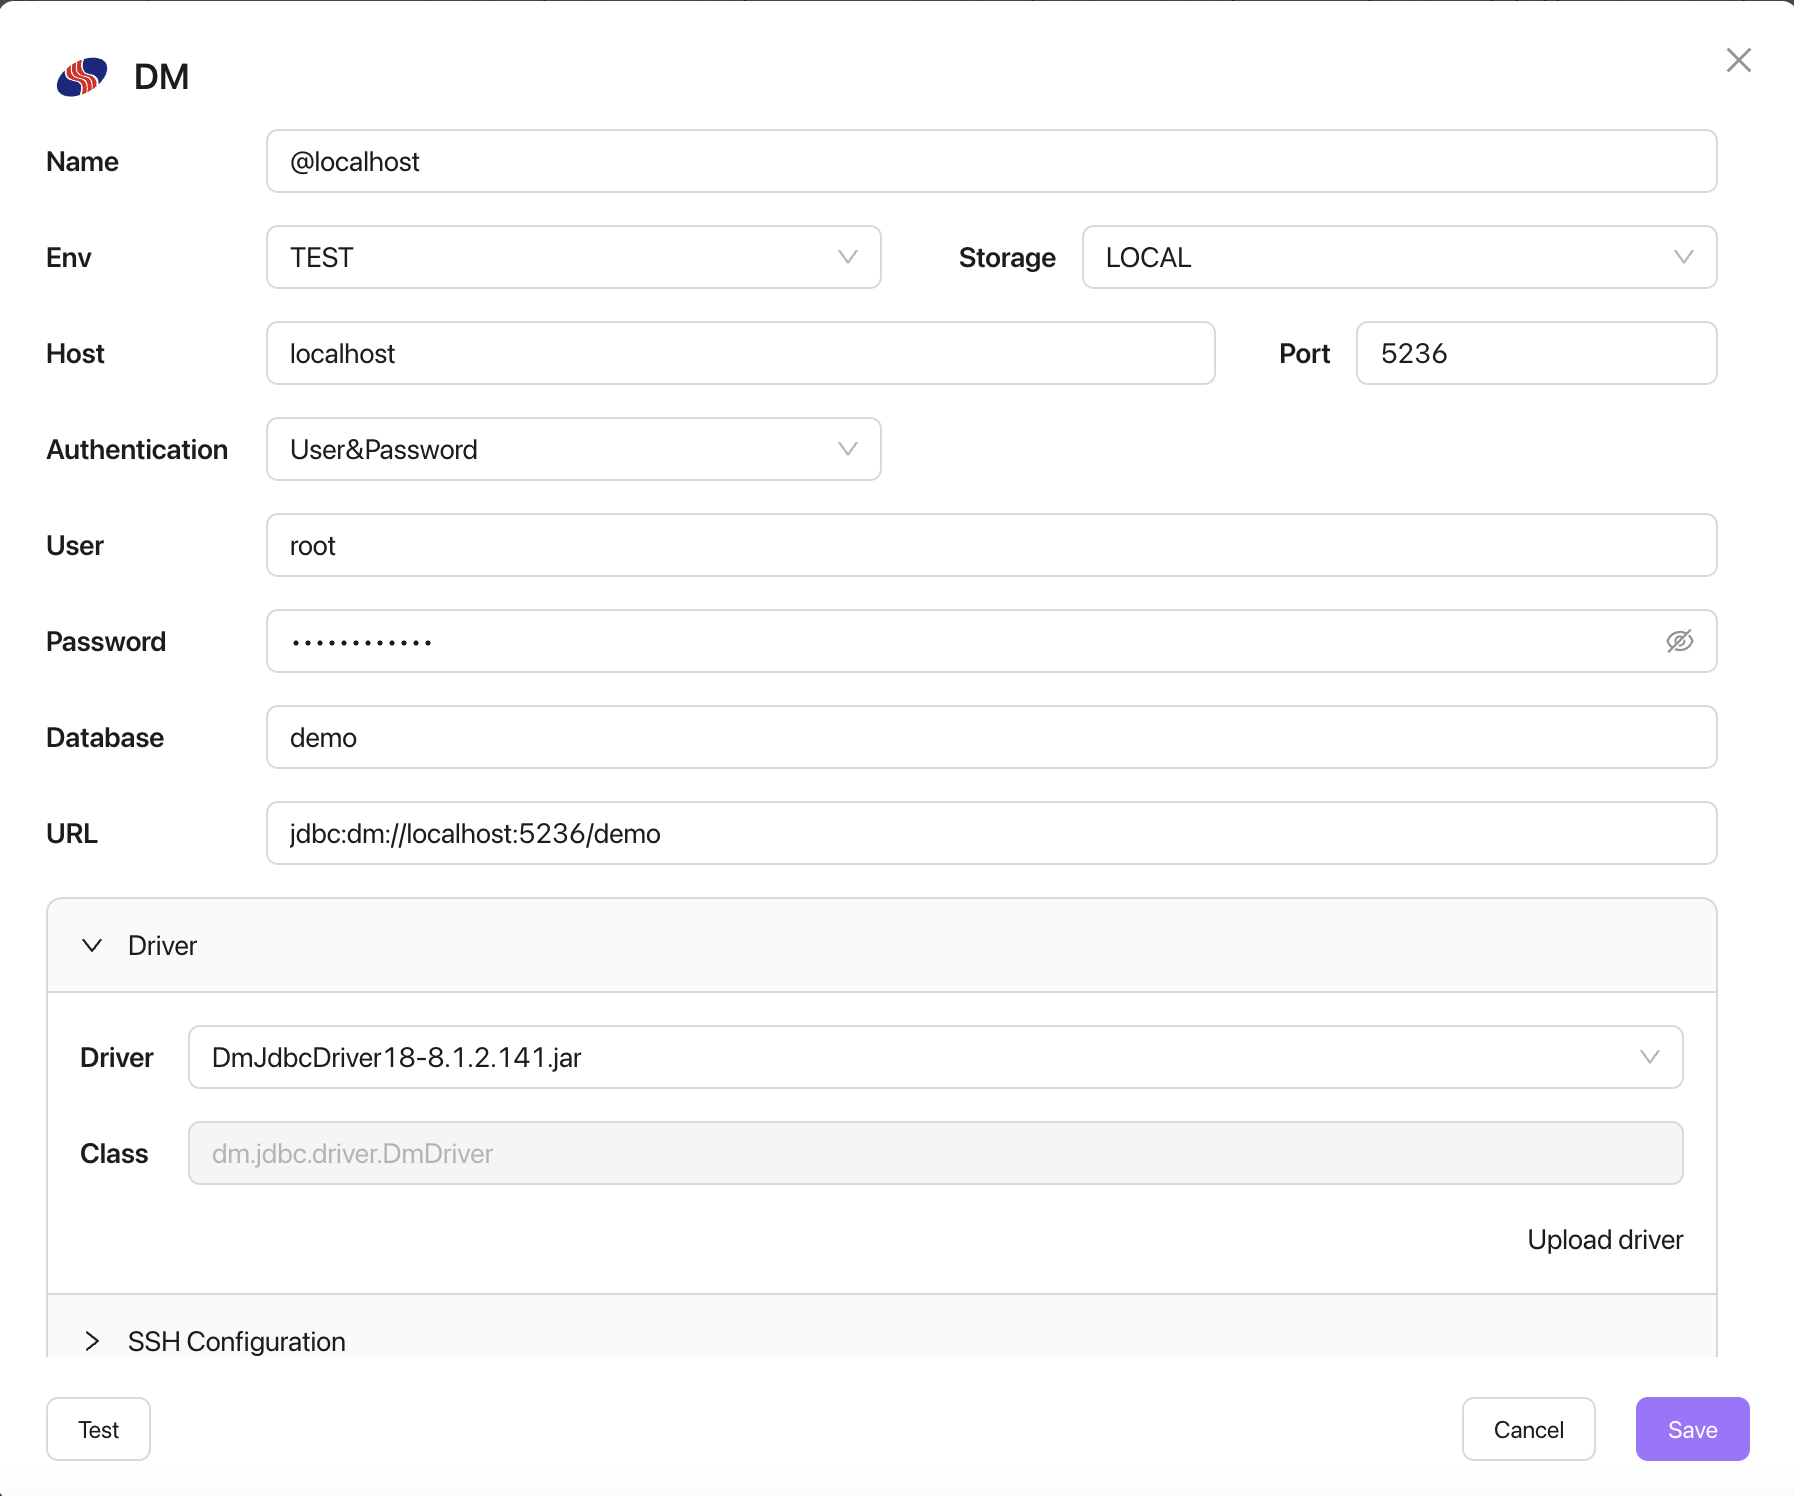 DM
Name @localhost
Env TEST Storage LOCAL
Host localhost Port 5236
Authentication User&Password
User root
Password ••••••••••••
Database demo
URL jdbc:dm://localhost:5236/demo
Driver
Driver DmJdbcDriver18-8.1.2.141.jar
Class dm.jdbc.driver.DmDriver
Upload driver
SSH Configuration
Test Cancel Save